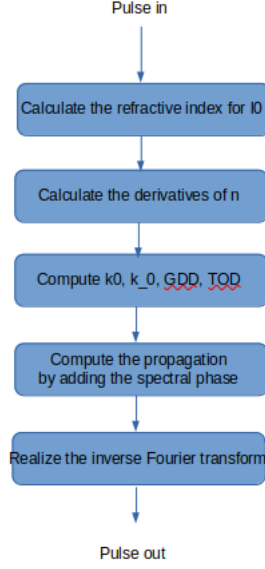 Pulse in
Calculate the refractive index for I0
Calculate the derivatives of n
Compute k0, k_0, GDD, TOD
Compute the propagation
by adding the spectral phase
Realize the inverse Fourier transform
Pulse out